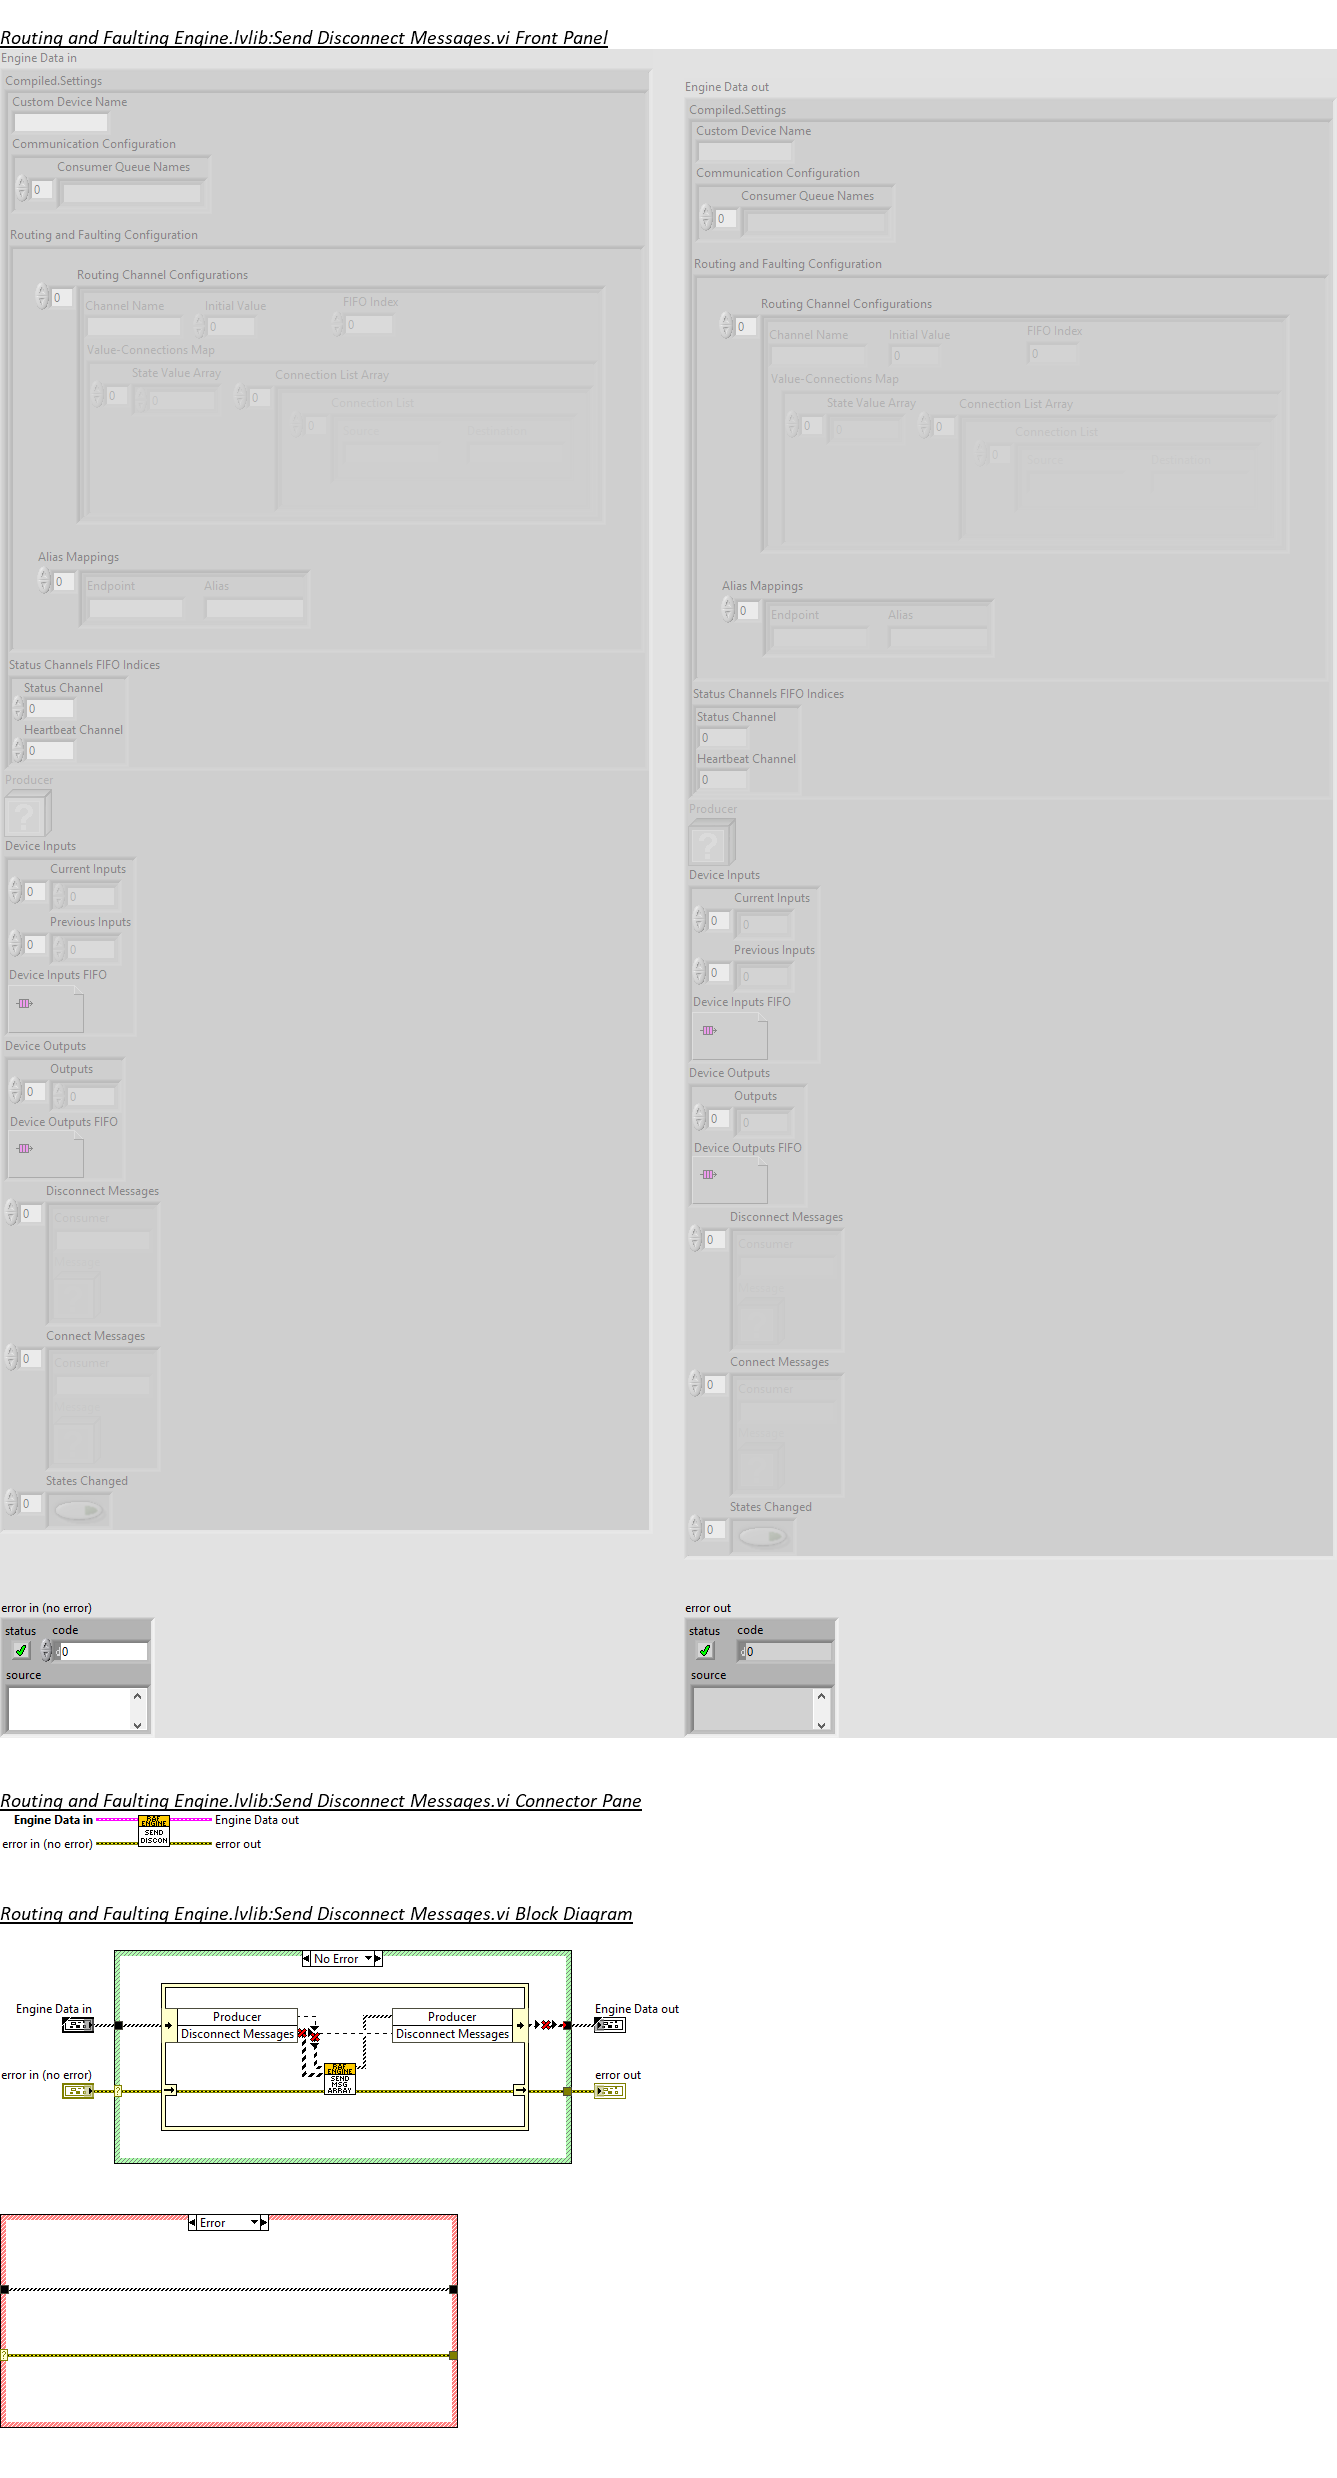 Routing and Faulting Engine.lvlib:Send Disconnect Messages.vi Front Panel
Engine Data in
Compiled.Settings
Custom Device Name
Communication Configuration
Consumer Queue Names
0
Routing and Faulting Configuration
Routing Channel Configurations
0
Channel Name Initial Value FIFO Index
0 0
Value-Connections Map
State Value Array Connection List Array
0 0 0
Connection List
0
Alias Mappings
0
Endpoint Alias
Status Channels FIFO Indices
Status Channel
0
Heartbeat Channel
0
Producer
?
Device Inputs
Current Inputs
0 0
Previous Inputs
0 0
Device Inputs FIFO
Device Outputs
Outputs
0 0
Device Outputs FIFO
Disconnect Messages
0
Consumer
Connect Messages
0
Consumer
States Changed
0
error in (no error)
status code
0
source
Engine Data out
Compiled.Settings
Custom Device Name
Communication Configuration
Consumer Queue Names
0
Routing and Faulting Configuration
Routing Channel Configurations
0
Channel Name Initial Value FIFO Index
0 0
Value-Connections Map
State Value Array Connection List Array
0 0 0
Connection List
0
Source Destination
Alias Mappings
0
Endpoint Alias
Status Channels FIFO Indices
Status Channel
0
Heartbeat Channel
0
Producer
?
Device Inputs
Current Inputs
0 0
Previous Inputs
0 0
Device Inputs FIFO
Device Outputs
Outputs
0 0
Device Outputs FIFO
Disconnect Messages
0
Consumer
Connect Messages
0
Consumer
States Changed
0
error out
status code
d0
source
Routing and Faulting Engine.lvlib:Send Disconnect Messages.vi Connector Pane
Engine Data in RAF ENGINE Engine Data out
error in (no error) SEND DISCON error out
Routing and Faulting Engine.lvlib:Send Disconnect Messages.vi Block Diagram
No Error
Engine Data in
Producer
Disconnect Messages
Producer
Disconnect Messages
Engine Data out
RAF
ENGINE
SEND
MSG
ARRAY
error in (no error)
?
error out
Error
?